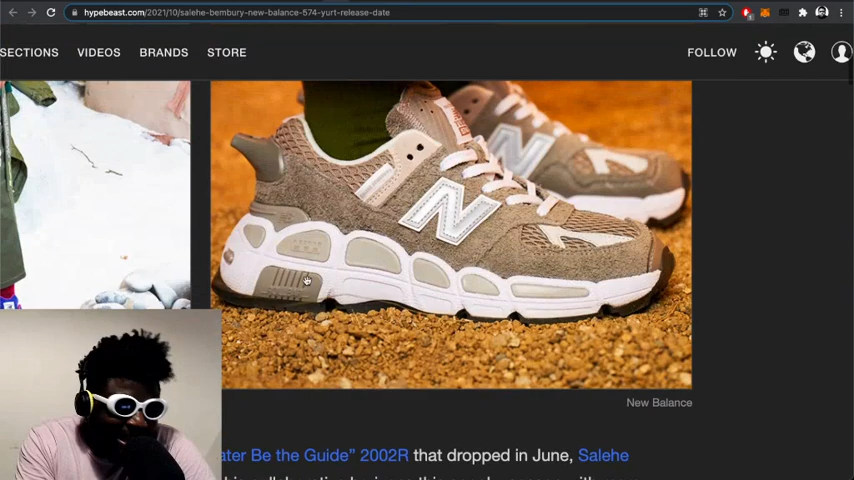 hypebeast.com/2021/10/salehe-bembury-new-balance-574-yurt-release-date
SECTIONS VIDEOS BRANDS STORE FOLLOW
N
New Balance
ater Be the Guide” 2002R that dropped in June, Salehe